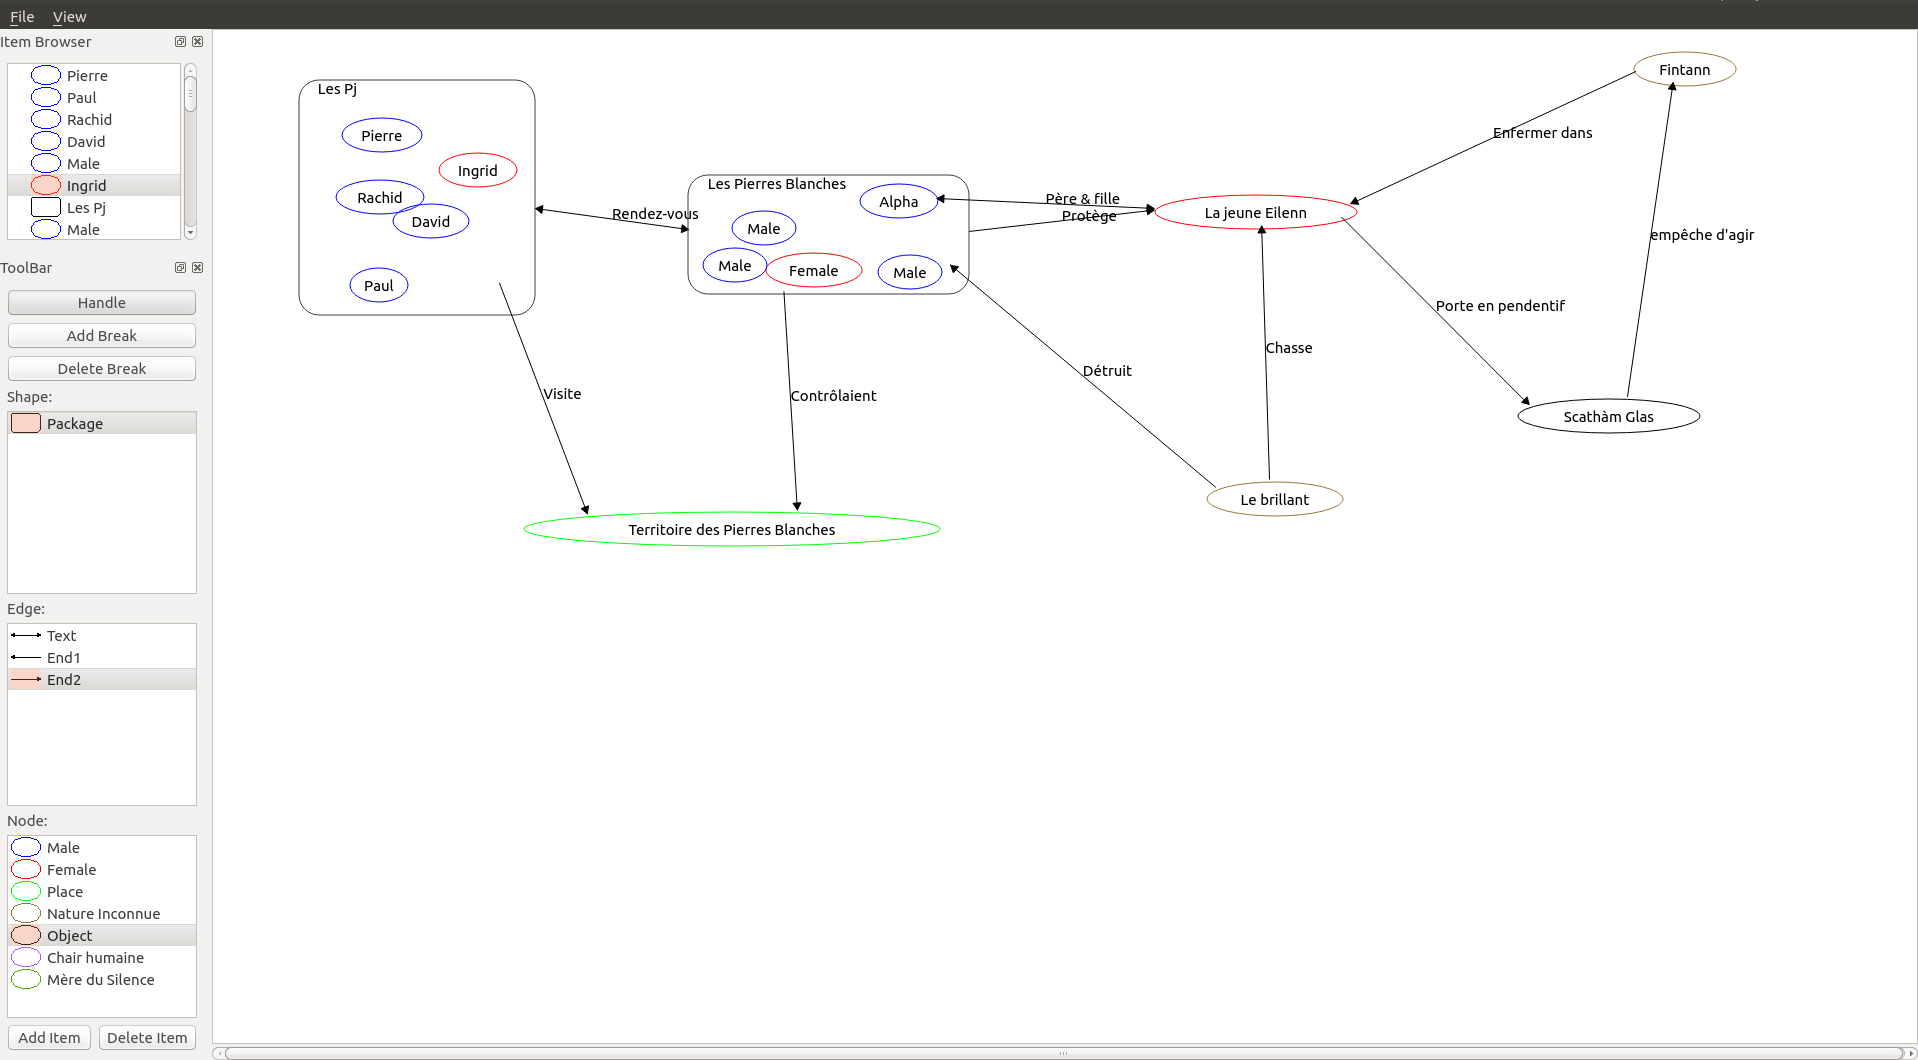 File View
Item Browser
Pierre
Paul
Rachid
David
Male
Ingrid
Les Pj
Male
ToolBar
Handle
Add Break
Delete Break
Shape:
Package
Edge:
Text
End1
End2
Node:
Male
Female
Place
Nature Inconnue
Object
Chair humaine
Mère du Silence
Add Item Delete Item
Les Pj
Pierre
Ingrid
Rachid
David
Paul
Rendez-vous
Les Pierres Blanches
Alpha
Male
Male
Female
Male
Père & fille
Protège
La jeune Eilenn
Fintann
Enfermer dans
empêche d'agir
Porte en pendentif
Scathàm Glas
Chasse
Détruit
Le brillant
Visite
Contrôlaient
Territoire des Pierres Blanches